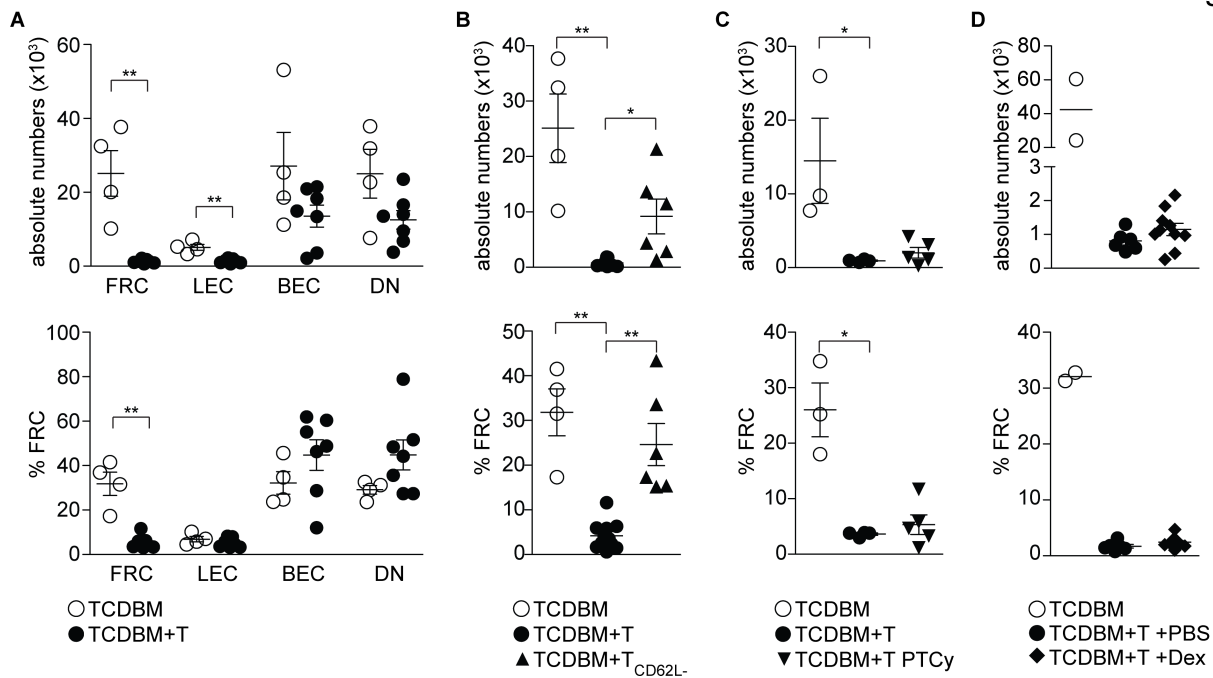 A
absolute numbers (x10³)
60
40
20
0
**
**
FRC LEC BEC DN
% FRC
100
80
60
40
20
0
**
FRC LEC BEC DN
TCDBM
TCDBM+T
B
absolute numbers (x10³)
40
30
20
10
0
**
*
% FRC
50
40
30
20
10
0
**
**
TCDBM
TCDBM+T
TCDBM+T CD62L-
C
absolute numbers (x10³)
30
20
10
0
*
% FRC
40
30
20
10
0
*
TCDBM
TCDBM+T
TCDBM+T PTCy
D
absolute numbers (x10³)
80
60
40
20
3
2
1
0
% FRC
40
30
20
10
0
TCDBM
TCDBM+T +PBS
TCDBM+T +Dex